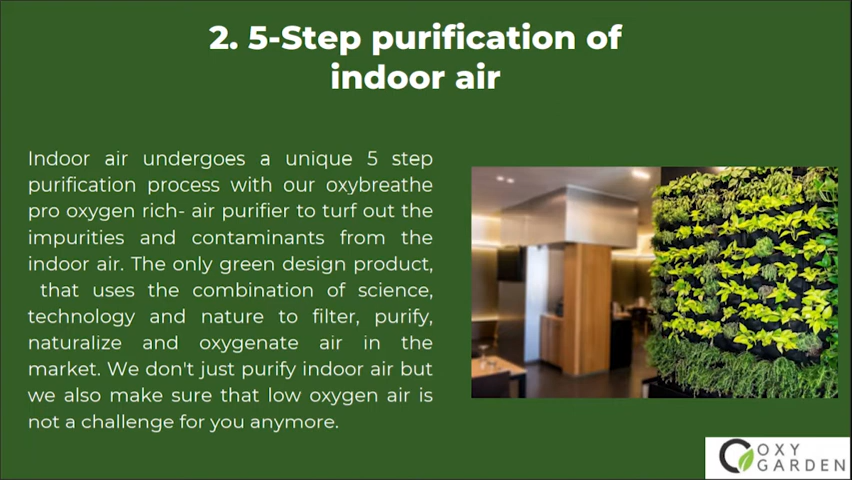 2. 5-Step purification of
indoor air
Indoor air undergoes a unique 5 step
purification process with our oxybreathe
pro oxygen rich- air purifier to turf out the
impurities and contaminants from the
indoor air. The only green design product,
that uses the combination of science,
technology and nature to filter, purify,
naturalize and oxygenate air in the
market. We don't just purify indoor air but
we also make sure that low oxygen air is
not a challenge for you anymore.
OXY
GARDEN